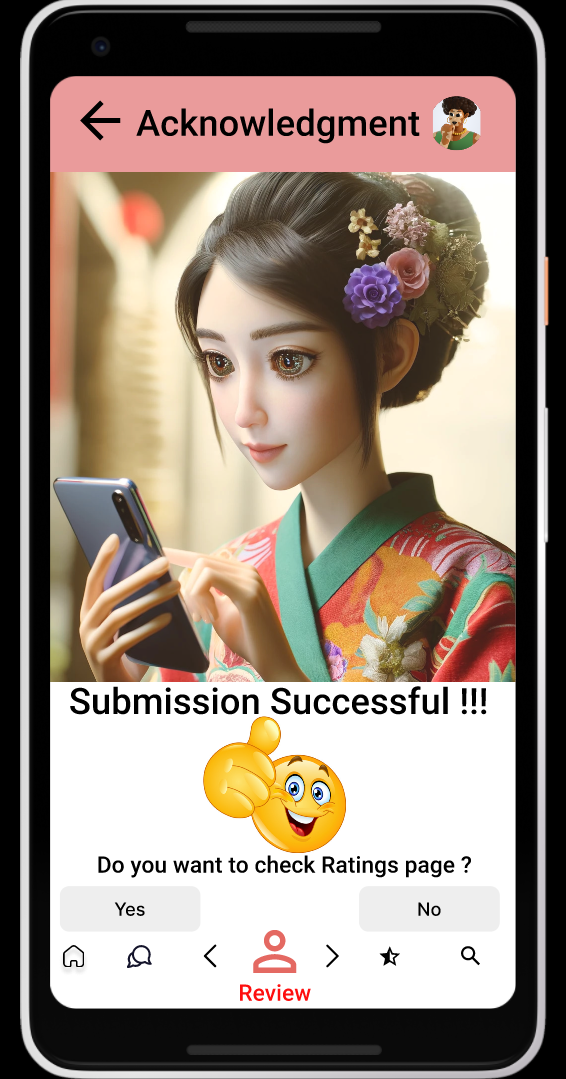 Acknowledgment
Submission Successful !!!
Do you want to check Ratings page ?
Yes
No
Review